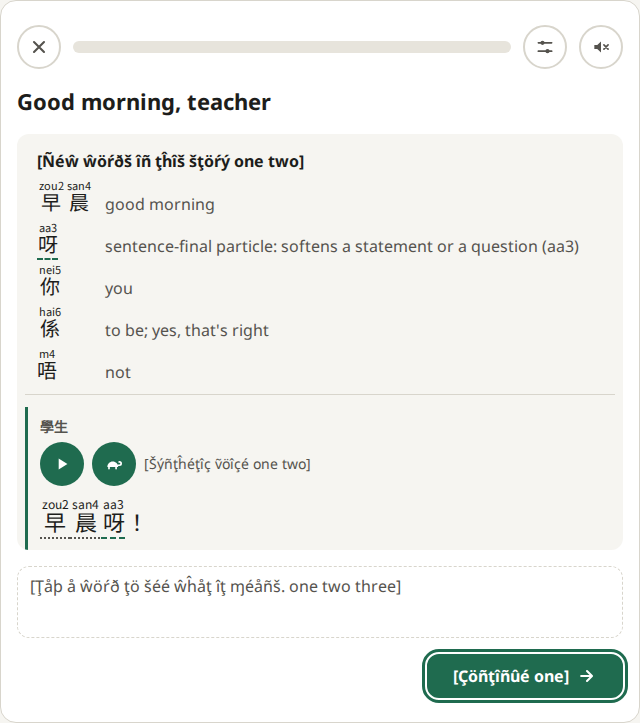 Good morning, teacher
[Ñéŵ ŵöŕðš îñ ţĥîš šţöŕý one two]
zou2 san4
早晨 good morning
aa3
呀 sentence-final particle: softens a statement or a question (aa3)
nei5
你 you
hai6
係 to be; yes, that's right
m4
唔 not
學生
[Šýñţĥéţîç ṽöîçé one two]
zou2 san4 aa3
早晨呀！
[Ţåþ å ŵöŕð ţö šéé ŵĥåţ îţ ɱéåñš. one two three]
[Çöñţîñûé one]